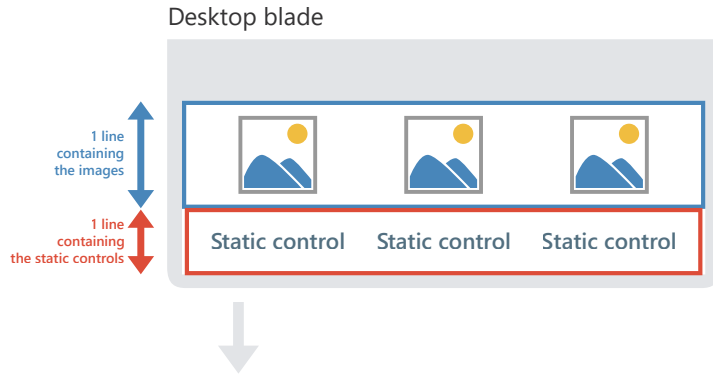 Desktop blade
1 line
containing
the images
1 line
containing
the static controls
Static control Static control Static control